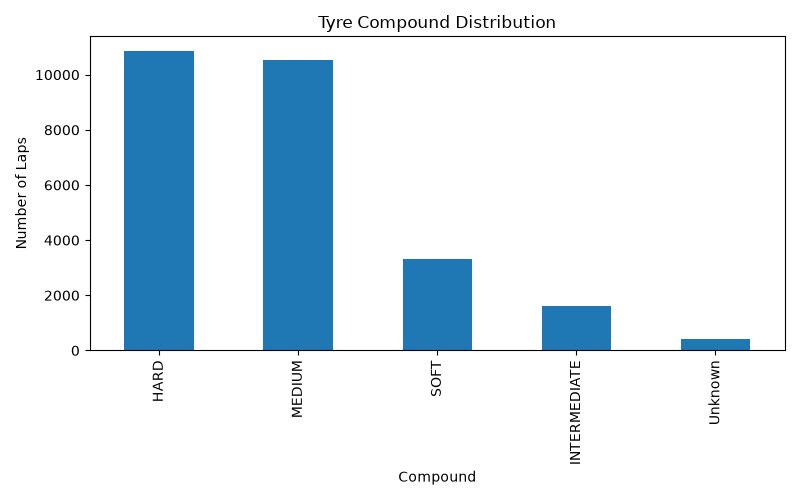 Tyre Compound Distribution
Number of Laps
10000
8000
6000
4000
2000
0
HARD
MEDIUM
SOFT
INTERMEDIATE
Unknown
Compound